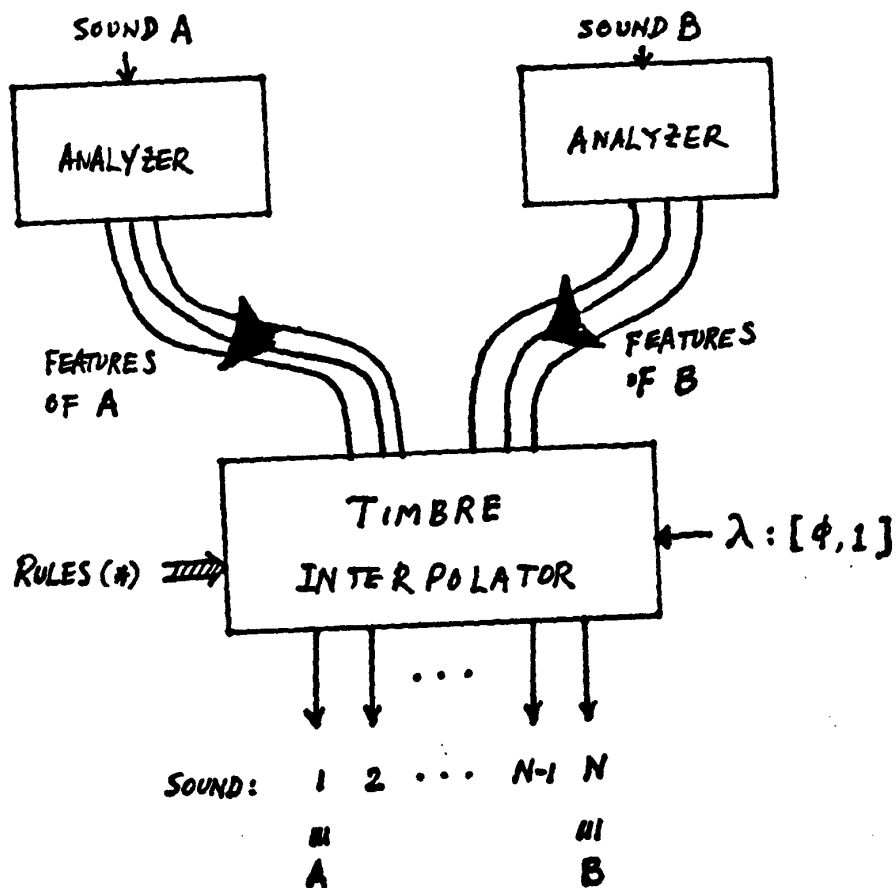 SOUND A
SOUND B
ANALYZER
ANALYZER
FEATURES
OF A
FEATURES
OF B
TIMBRE
INTERPOLATOR
RULES (*)
λ: [ϕ, 1]
SOUND: 1 2 ... N-1 N
≡ ≡
A B